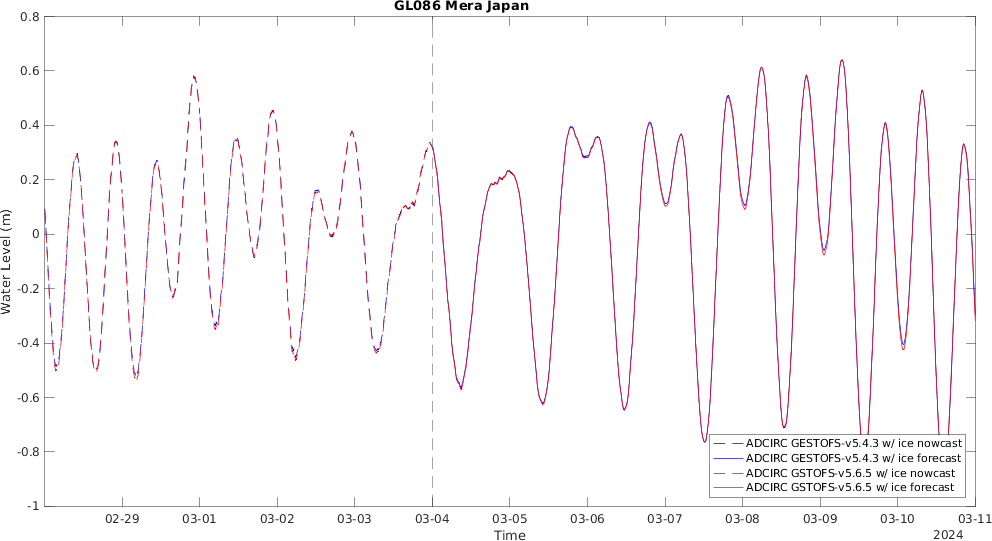 GL086 Mera Japan
0.8
0.6
0.4
0.2
0
-0.2
-0.4
-0.6
-0.8
-1
Water Level (m)
ADCIRC GESTOFS-v5.4.3 w/ ice nowcast
ADCIRC GESTOFS-v5.4.3 w/ ice forecast
ADCIRC GSTOFS-v5.6.5 w/ ice nowcast
ADCIRC GSTOFS-v5.6.5 w/ ice forecast
02-29 03-01 03-02 03-03 03-04 03-05 03-06 03-07 03-08 03-09 03-10 03-11
Time
2024